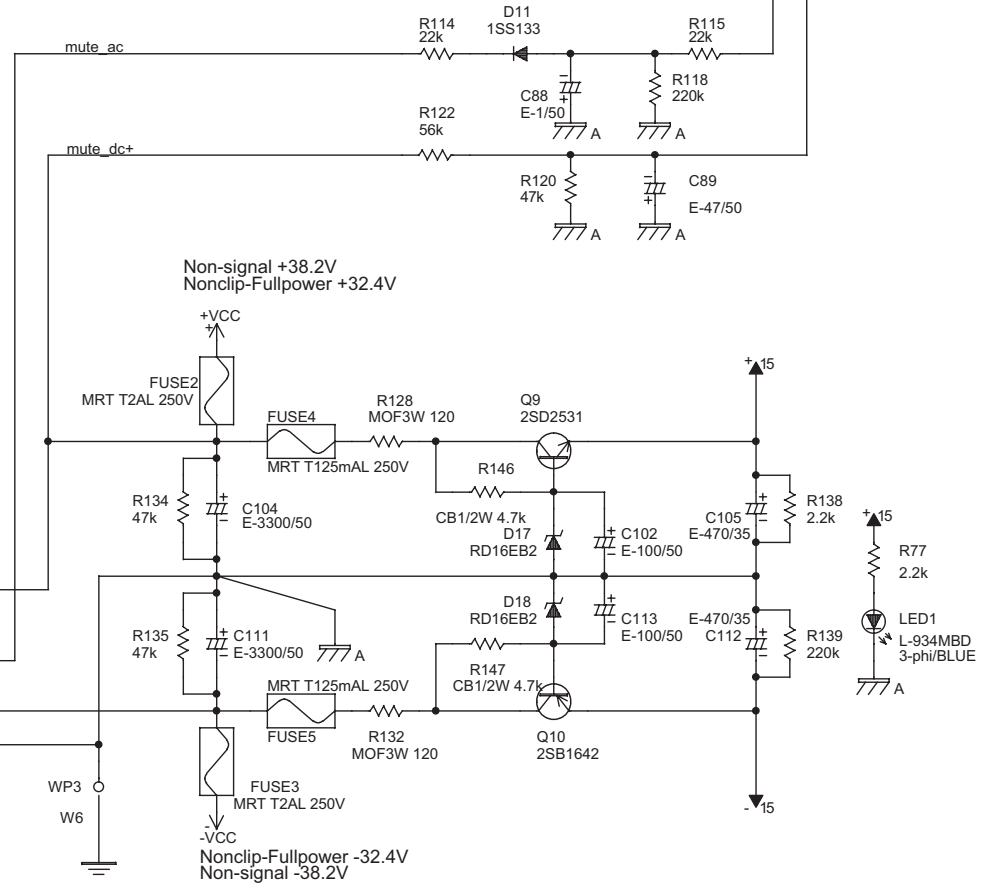 D11
1SS133
R114
22k
R115
22k
mute_ac
- + C88
E-1/50
R118
220k
A
A
R122
56k
mute_dc+
R120
47k
- + C89
E-47/50
A
A
Non-signal +38.2V
Nonclip-Fullpower +32.4V
+VCC
+
FUSE2
MRT T2AL 250V
FUSE4
MRT T125mAL 250V
R128
MOF3W 120
Q9
2SD2531
+ 15
R134
47k
+ - C104
E-3300/50
R146
CB1/2W 4.7k
D17
RD16EB2
+ - C102
E-100/50
+ - C105
E-470/35
R138
2.2k
+ 15
R77
2.2k
R135
47k
+ - C111
E-3300/50
A
D18
RD16EB2
+ - C113
E-100/50
E-470/35
C112 + -
R139
220k
LED1
L-934MBD
3-phi/BLUE
A
R147
CB1/2W 4.7k
MRT T125mAL 250V
FUSE5
R132
MOF3W 120
Q10
2SB1642
WP3
W6
FUSE3
MRT T2AL 250V
- 15
-
-VCC
Nonclip-Fullpower -32.4V
Non-signal -38.2V